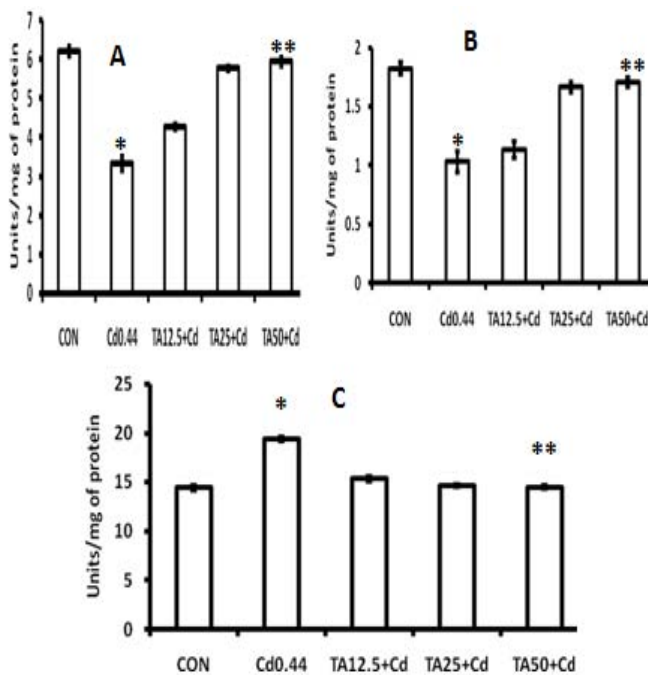 A
Units/mg of protein
7
6
5
4
3
2
1
0
*
**
CON Cd0.44 TA12.5+Cd TA25+Cd TA50+Cd
B
Units/mg of protein
2
1.5
1
0.5
0
*
**
CON Cd0.44 TA12.5+Cd TA25+Cd TA50+Cd
C
Units/mg of protein
25
20
15
10
5
0
*
**
CON Cd0.44 TA12.5+Cd TA25+Cd TA50+Cd